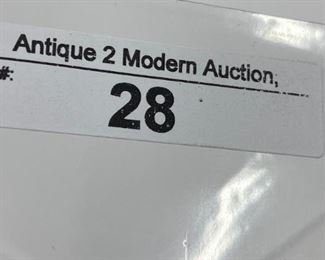 Antique 2 Modern Auction,
#: 28